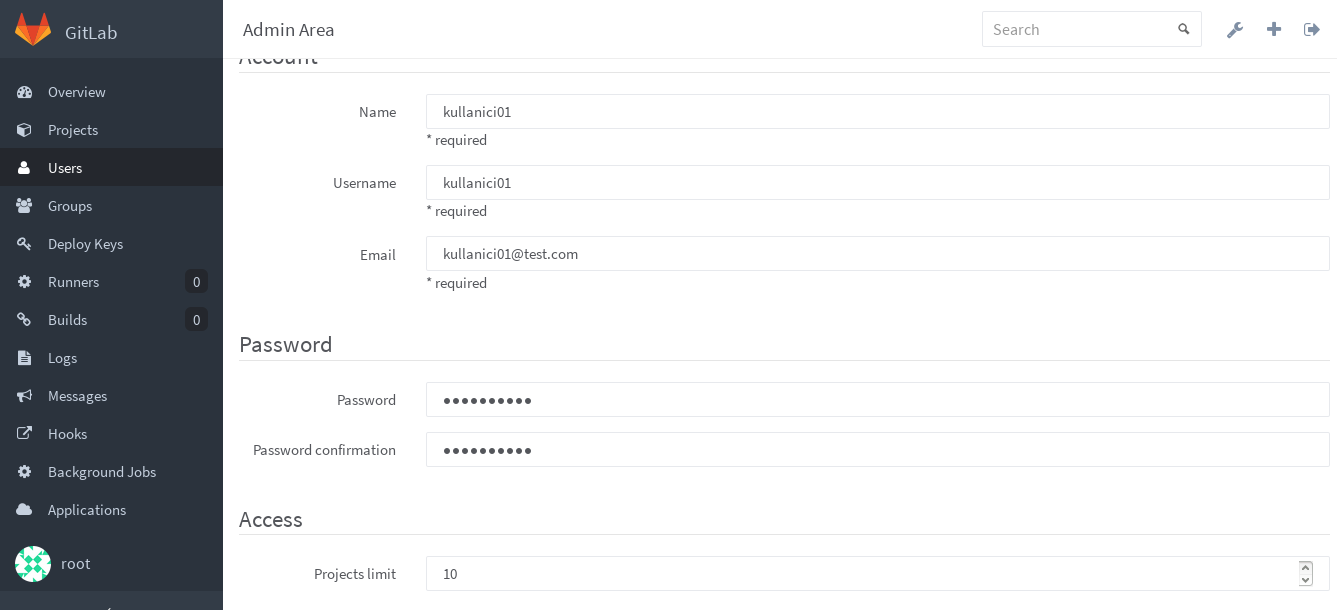 GitLab
Admin Area
Search
Overview
Projects
Users
Groups
Deploy Keys
Runners 0
Builds 0
Logs
Messages
Hooks
Background Jobs
Applications
root
Account
Name kullanici01
* required
Username kullanici01
* required
Email kullanici01@test.com
* required
Password
Password ●●●●●●●●●●
Password confirmation ●●●●●●●●●●
Access
Projects limit 10